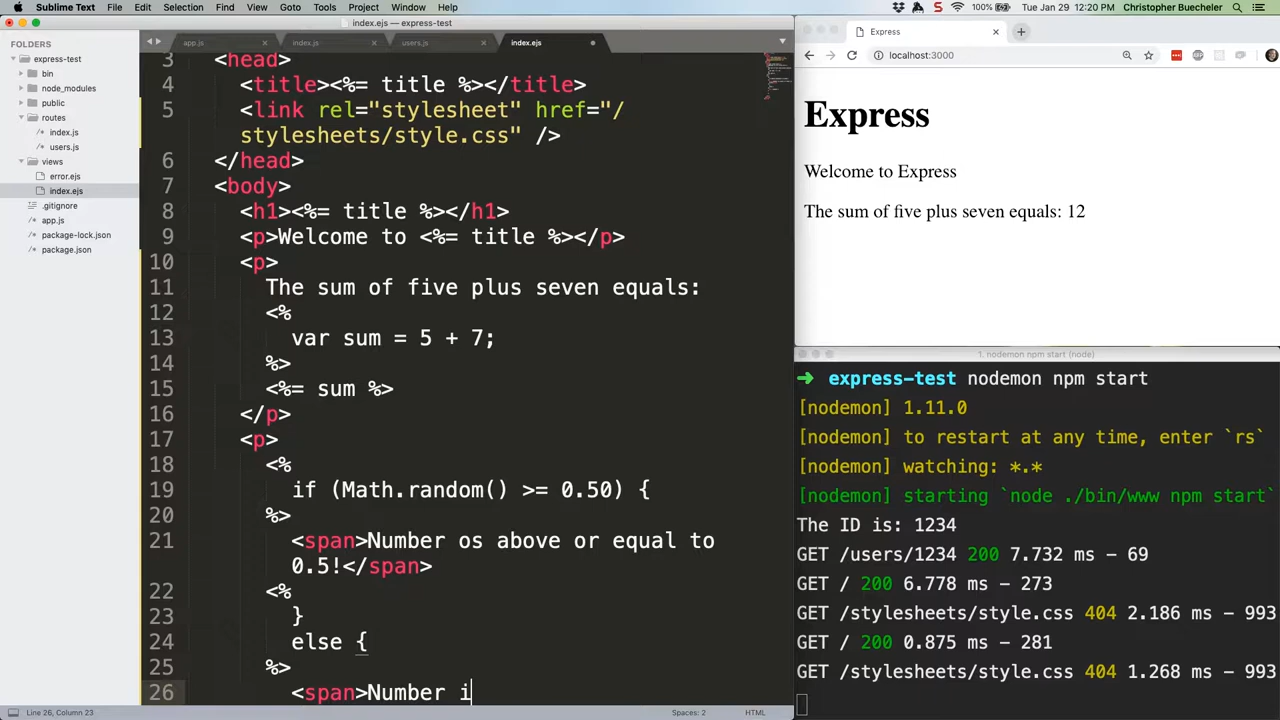 Sublime Text File Edit Selection Find View Goto Tools Project Window Help 100% Tue Jan 29 12:20 PM Christopher Buecheler
index.ejs — express-test
FOLDERS
express-test
bin
node_modules
public
routes
index.js
users.js
views
error.ejs
index.ejs
.gitignore
app.js
package-lock.json
package.json
app.js index.js users.js index.ejs
3 <head>
4 <title><%= title %></title>
5 <link rel="stylesheet" href="/
stylesheets/style.css" />
6 </head>
7 <body>
8 <h1><%= title %></h1>
9 <p>Welcome to <%= title %></p>
10 <p>
11 The sum of five plus seven equals:
12 <%
13 var sum = 5 + 7;
14 %>
15 <%= sum %>
16 </p>
17 <p>
18 <%
19 if (Math.random() >= 0.50) {
20 %>
21 <span>Number os above or equal to
0.5!</span>
22 <%
23 }
24 else {
25 %>
26 <span>Number i
Line 26, Column 23 Spaces: 2 HTML
Express
localhost:3000
Express
Welcome to Express
The sum of five plus seven equals: 12
1. nodemon npm start (node)
➜ express-test nodemon npm start
[nodemon] 1.11.0
[nodemon] to restart at any time, enter `rs`
[nodemon] watching: *.*
[nodemon] starting `node ./bin/www npm start`
The ID is: 1234
GET /users/1234 200 7.732 ms - 69
GET / 200 6.778 ms - 273
GET /stylesheets/style.css 404 2.186 ms - 993
GET / 200 0.875 ms - 281
GET /stylesheets/style.css 404 1.268 ms - 993